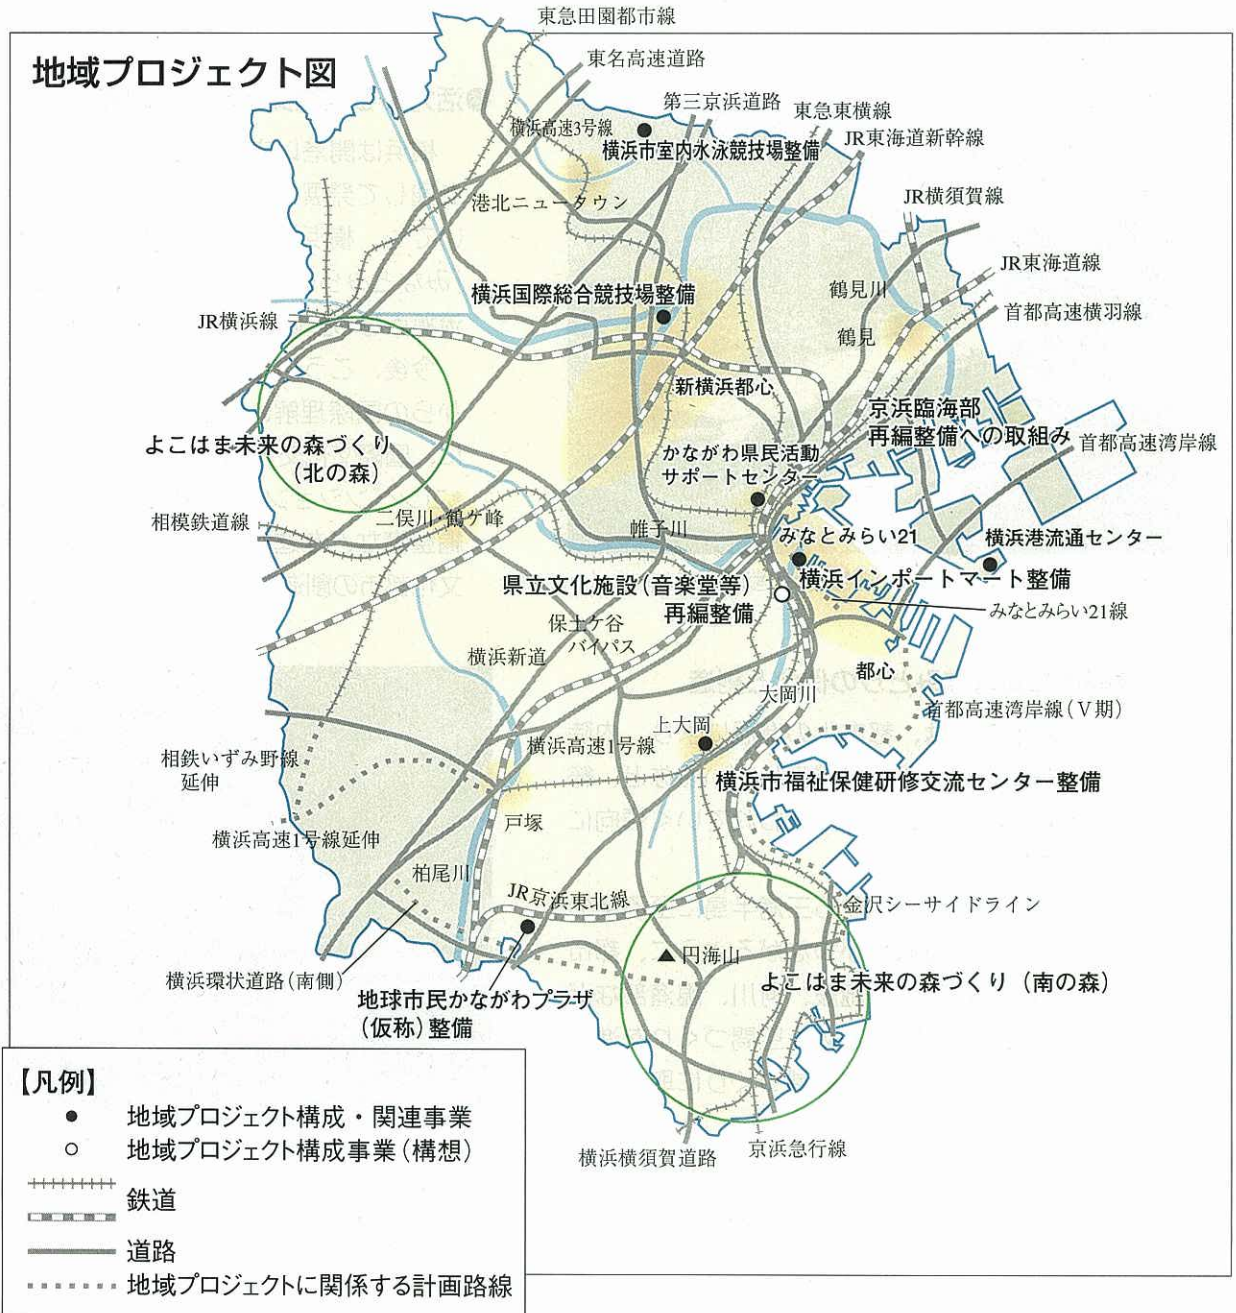 地域プロジェクト図
東急田園都市線
東名高速道路
第三京浜道路
東急東横線
横浜高速3号線
横浜市室内水泳競技場整備
JR東海道新幹線
港北ニュータウン
JR横須賀線
JR東海道線
横浜国際総合競技場整備
鶴見川
首都高速横羽線
JR横浜線
鶴見
新横浜都心
京浜臨海部
再編整備への取組み
首都高速湾岸線
よこはま未来の森づくり
(北の森)
かながわ県民活動
サポートセンター
相模鉄道線
二俣川・鶴ケ峰
帷子川
みなとみらい21
横浜港流通センター
県立文化施設(音楽堂等)
再編整備
横浜インポートマート整備
みなとみらい21線
保土ケ谷
バイパス
横浜新道
都心
大岡川
首都高速湾岸線(V期)
上大岡
横浜高速1号線
相鉄いずみ野線
延伸
横浜市福祉保健研修交流センター整備
戸塚
横浜高速1号線延伸
柏尾川
JR京浜東北線
金沢シーサイドライン
円海山
横浜環状道路(南側)
よこはま未来の森づくり(南の森)
地球市民かながわプラザ
(仮称)整備
横浜横須賀道路
京浜急行線
【凡例】
● 地域プロジェクト構成・関連事業
○ 地域プロジェクト構成事業(構想)
鉄道
道路
地域プロジェクトに関係する計画路線